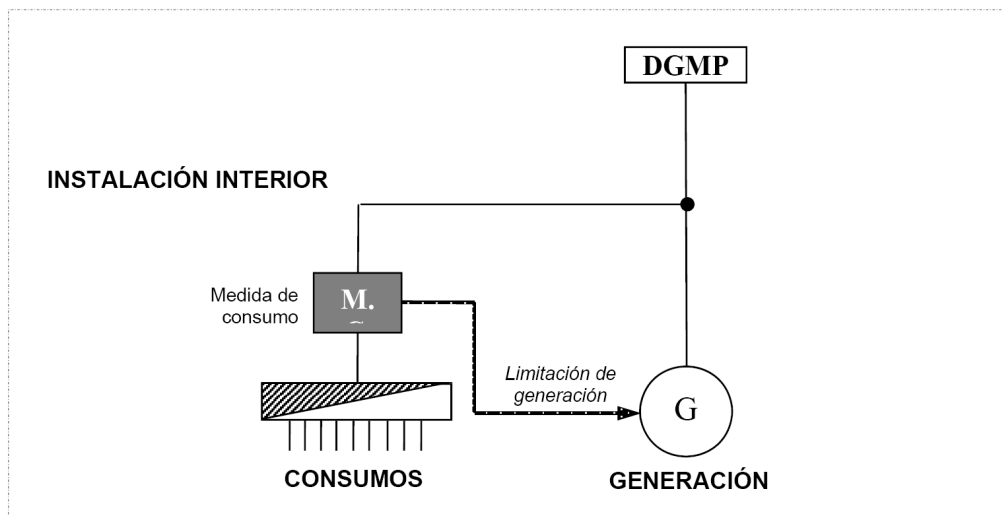 DGMP
INSTALACIÓN INTERIOR
Medida de
consumo
M.
~
Limitación de
generación
G
CONSUMOS
GENERACIÓN